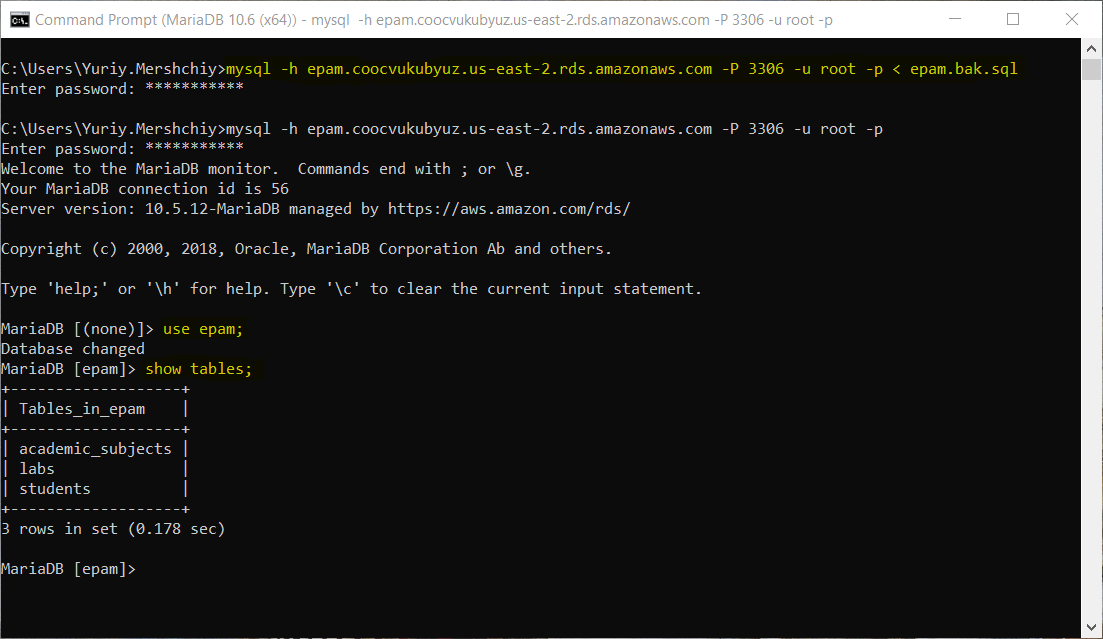 Command Prompt (MariaDB 10.6 (x64)) - mysql  -h epam.coocvukubyuz.us-east-2.rds.amazonaws.com -P 3306 -u root -p
C:\Users\Yuriy.Mershchiy>mysql -h epam.coocvukubyuz.us-east-2.rds.amazonaws.com -P 3306 -u root -p < epam.bak.sql
Enter password: ***********
C:\Users\Yuriy.Mershchiy>mysql -h epam.coocvukubyuz.us-east-2.rds.amazonaws.com -P 3306 -u root -p
Enter password: ***********
Welcome to the MariaDB monitor.  Commands end with ; or \g.
Your MariaDB connection id is 56
Server version: 10.5.12-MariaDB managed by https://aws.amazon.com/rds/
Copyright (c) 2000, 2018, Oracle, MariaDB Corporation Ab and others.
Type 'help;' or '\h' for help. Type '\c' to clear the current input statement.
MariaDB [(none)]> use epam;
Database changed
MariaDB [epam]> show tables;
+-------------------+
| Tables_in_epam    |
+-------------------+
| academic_subjects |
| labs              |
| students          |
+-------------------+
3 rows in set (0.178 sec)
MariaDB [epam]>